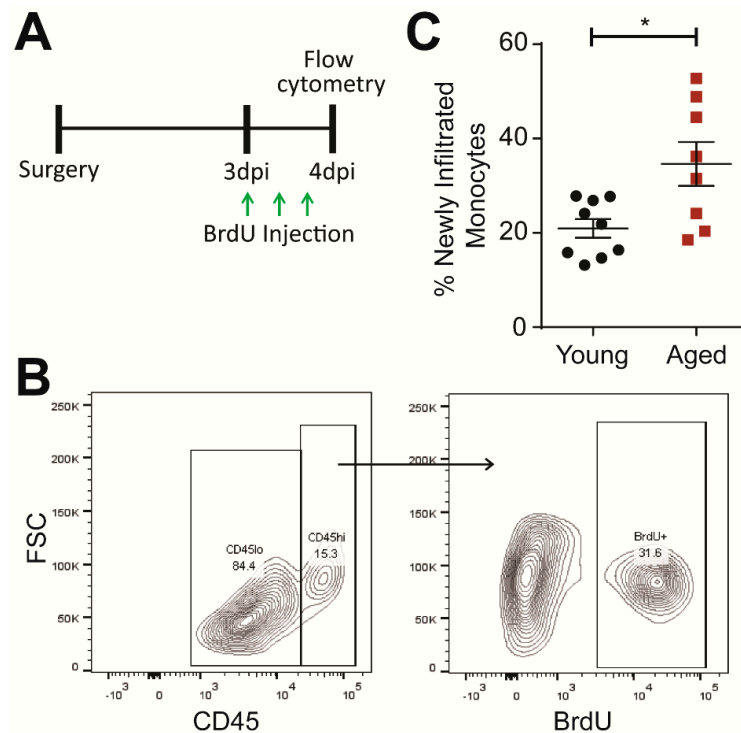 A
Flow
cytometry
Surgery
3dpi
4dpi
BrdU Injection
C
*
% Newly Infiltrated
Monocytes
60
40
20
0
Young
Aged
B
FSC
250K
200K
150K
100K
50K
0
CD45lo
84.4
CD45hi
15.3
-10³
0
10³
10⁴
10⁵
CD45
250K
200K
150K
100K
50K
0
BrdU+
31.6
-10³
0
10³
10⁴
10⁵
BrdU